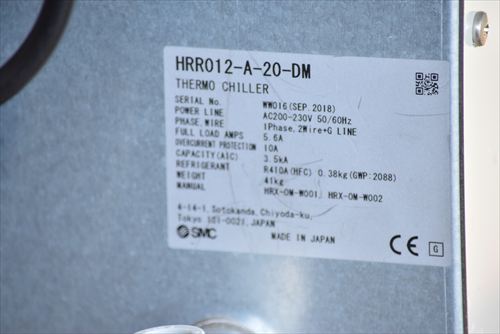 HRR012-A-20-DM
THERMO CHILLER
SERIAL No. WW016(SEP. 2018)
POWER LINE AC200-230V 50/60Hz
PHASE, WIRE 1Phase, 2Wire+G LINE
FULL LOAD AMPS 5.6A
OVERCURRENT PROTECTION 10A
CAPACITY(AIC) 3.5kA
REFRIGERANT R410A(HFC) 0.38kg(GWP:2088)
WEIGHT 41kg
MANUAL HRX-OM-W001, HRX-OM-W002
4-14-1, Sotokanda, Chiyoda-ku,
Tokyo 101-0021, JAPAN
SMC MADE IN JAPAN
CE G